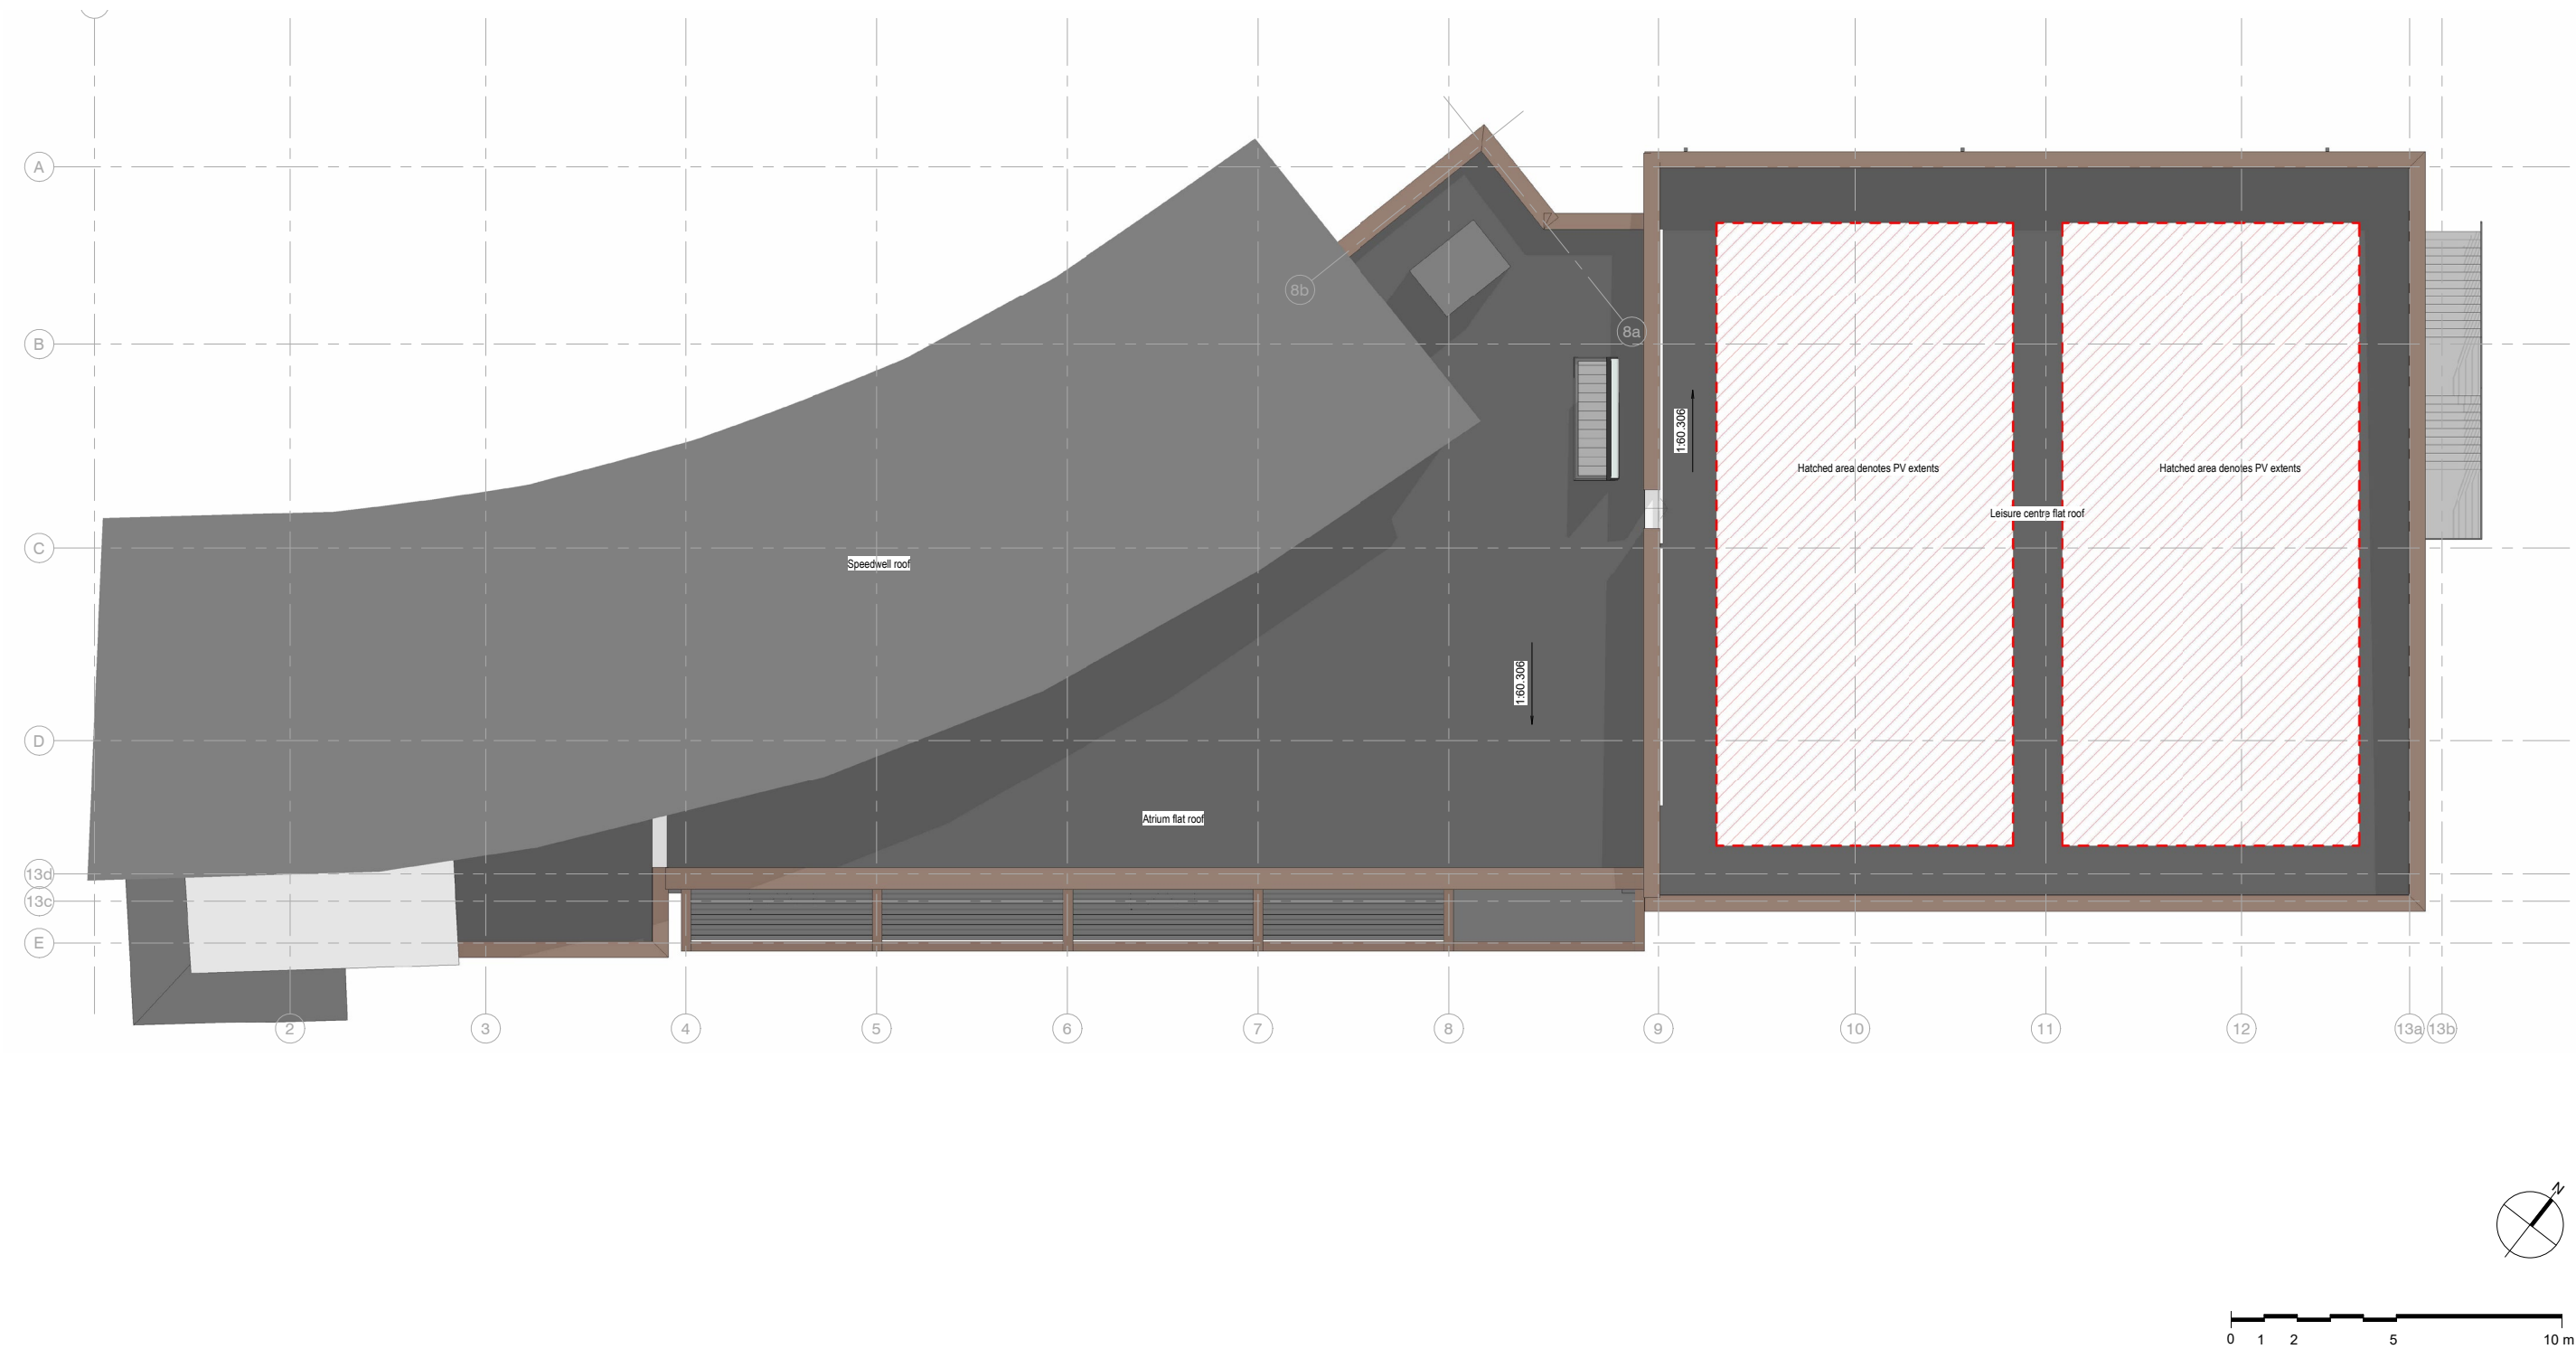 A
8b
B
8a
1:60.306
Hatched area denotes PV extents
Hatched area denotes PV extents
Leisure centre flat roof
C
Speedwell roof
1:60.306
D
Atrium flat roof
13d
13c
E
2 3 4 5 6 7 8 9 10 11 12 13a 13b
N
0 1 2 5 10 m